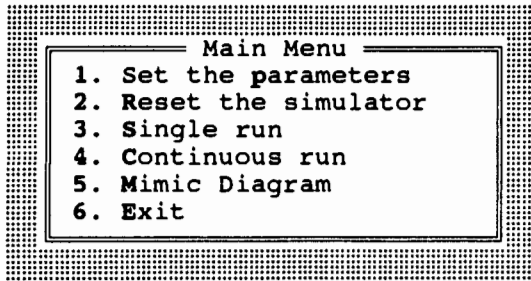 Main Menu
1. Set the parameters
2. Reset the simulator
3. Single run
4. Continuous run
5. Mimic Diagram
6. Exit